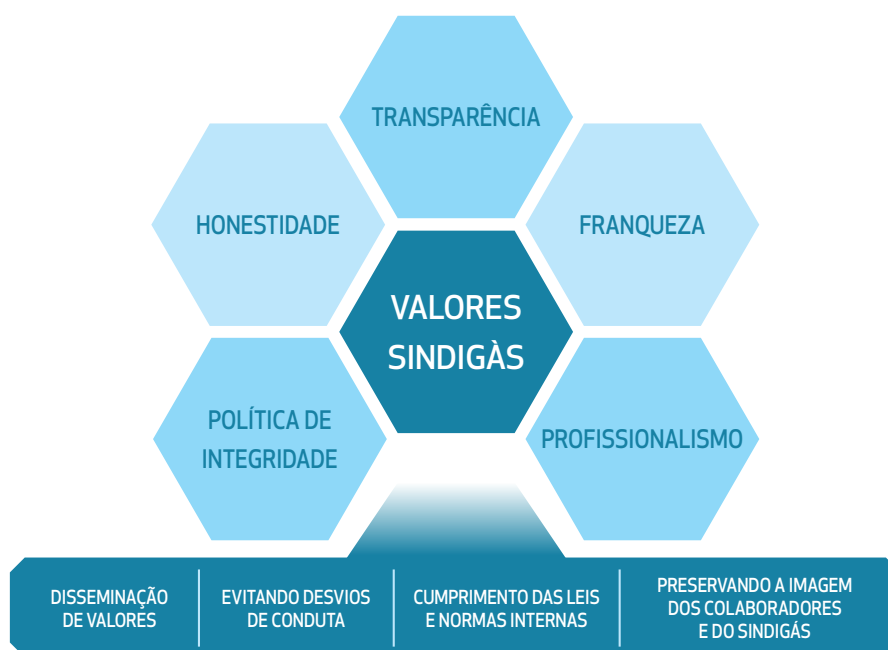 TRANSPARÊNCIA
HONESTIDADE
FRANQUEZA
VALORES
SINDIGÀS
POLÍTICA DE
INTEGRIDADE
PROFISSIONALISMO
DISSEMINAÇÃO
DE VALORES
EVITANDO DESVIOS
DE CONDUTA
CUMPRIMENTO DAS LEIS
E NORMAS INTERNAS
PRESERVANDO A IMAGEM
DOS COLABORADORES
E DO SINDIGÁS